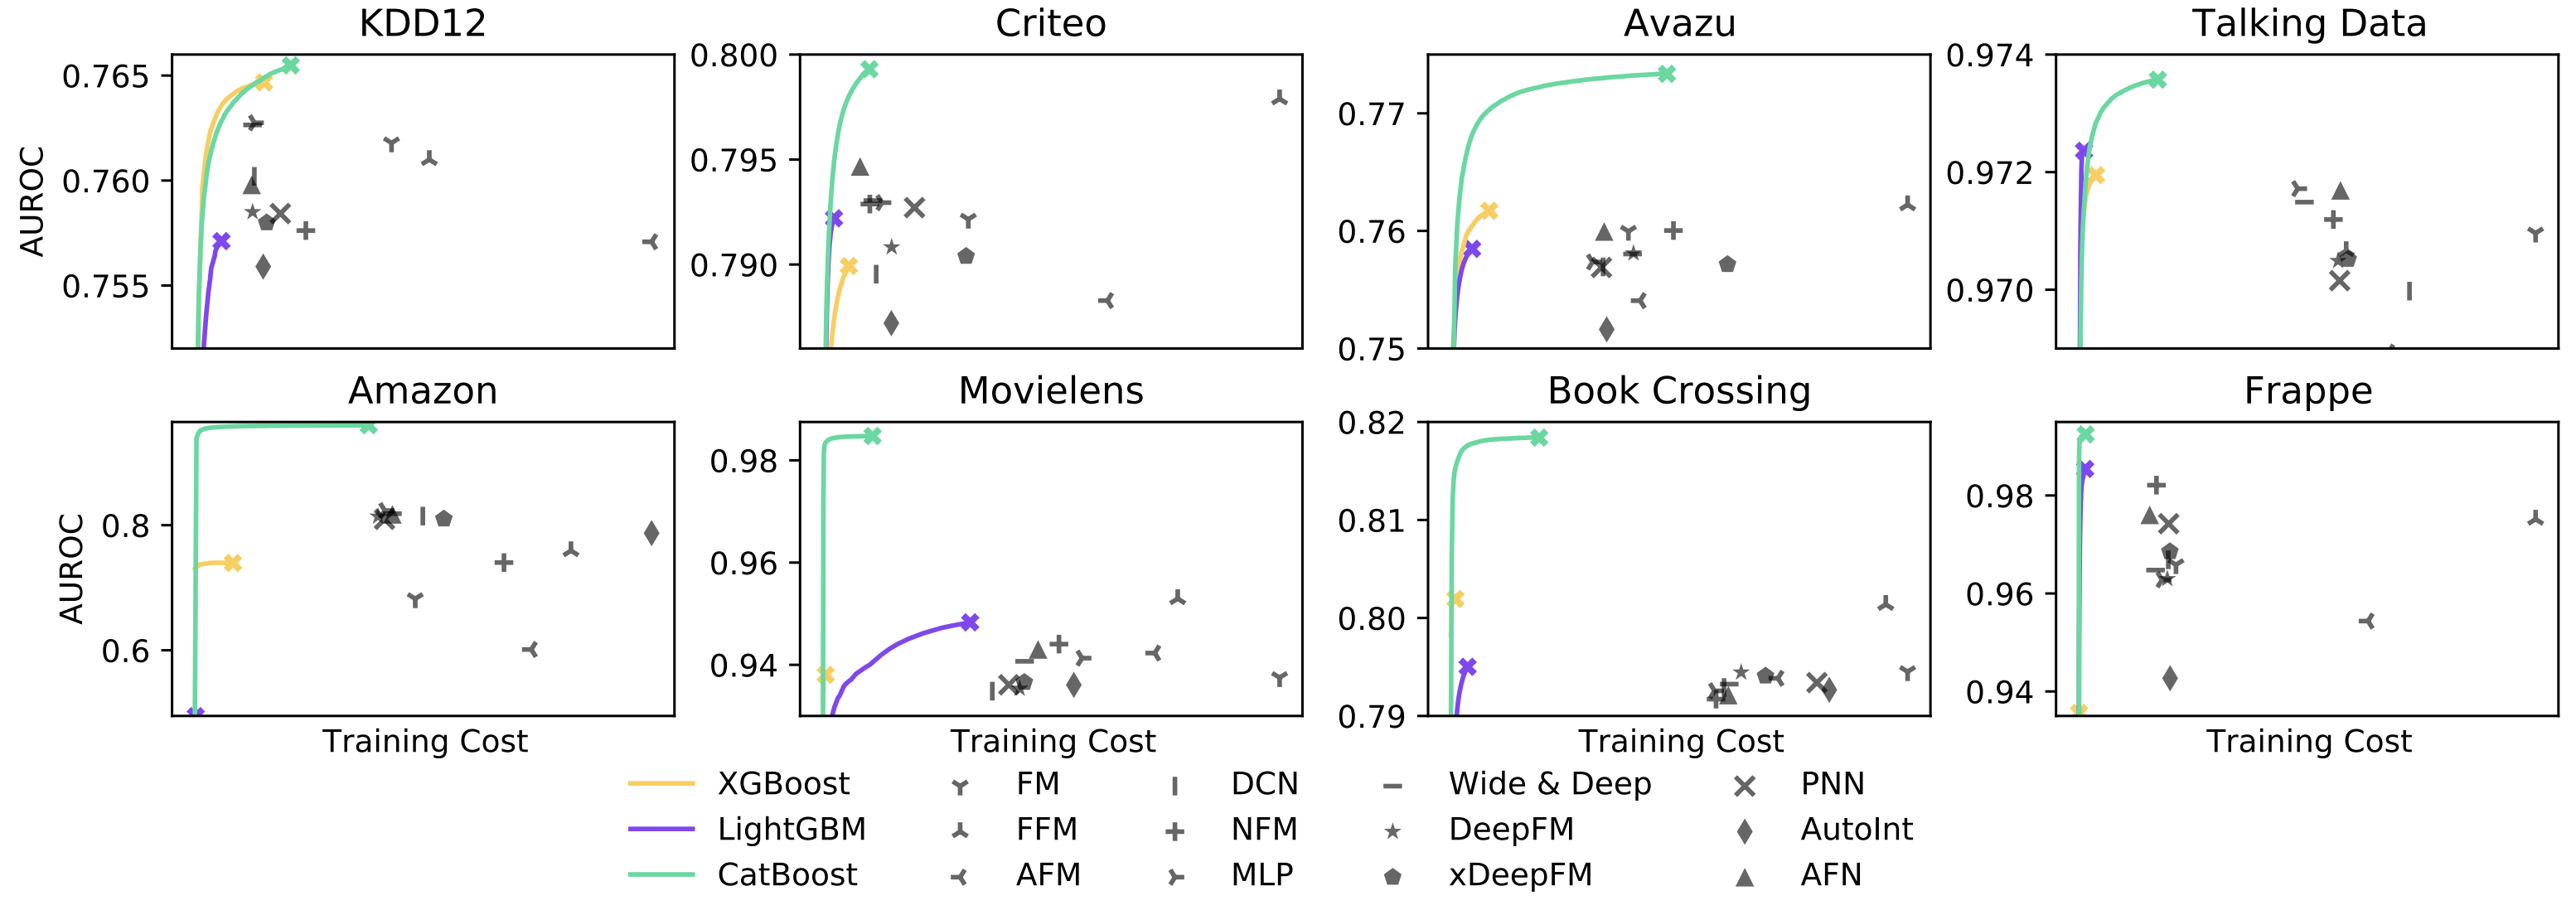 KDD12
Criteo
Avazu
Talking Data
AUROC
0.765
0.760
0.755
0.800
0.795
0.790
0.77
0.76
0.75
0.974
0.972
0.970
Amazon
Movielens
Book Crossing
Frappe
AUROC
0.8
0.6
0.98
0.96
0.94
0.82
0.81
0.80
0.79
0.98
0.96
0.94
Training Cost
Training Cost
Training Cost
Training Cost
XGBoost
LightGBM
CatBoost
FM
FFM
AFM
DCN
NFM
MLP
Wide & Deep
DeepFM
xDeepFM
PNN
AutoInt
AFN